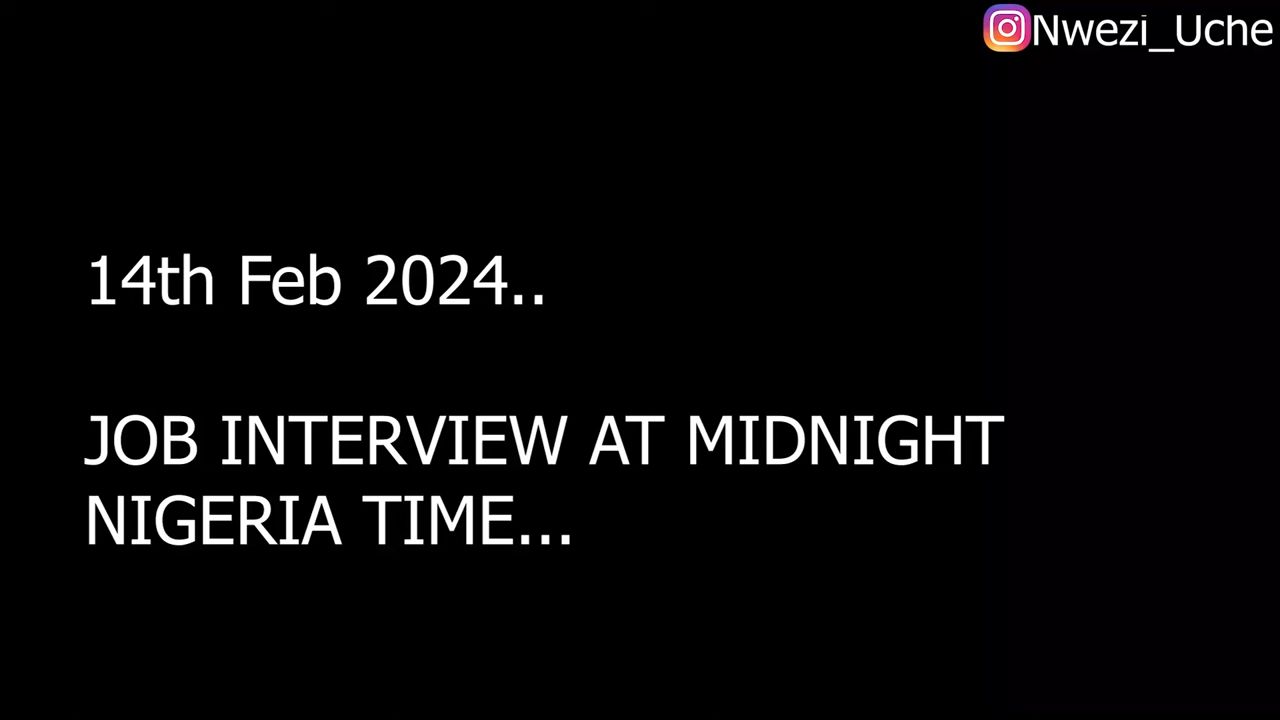 Nwezi_Uche
14th Feb 2024..
JOB INTERVIEW AT MIDNIGHT
NIGERIA TIME...